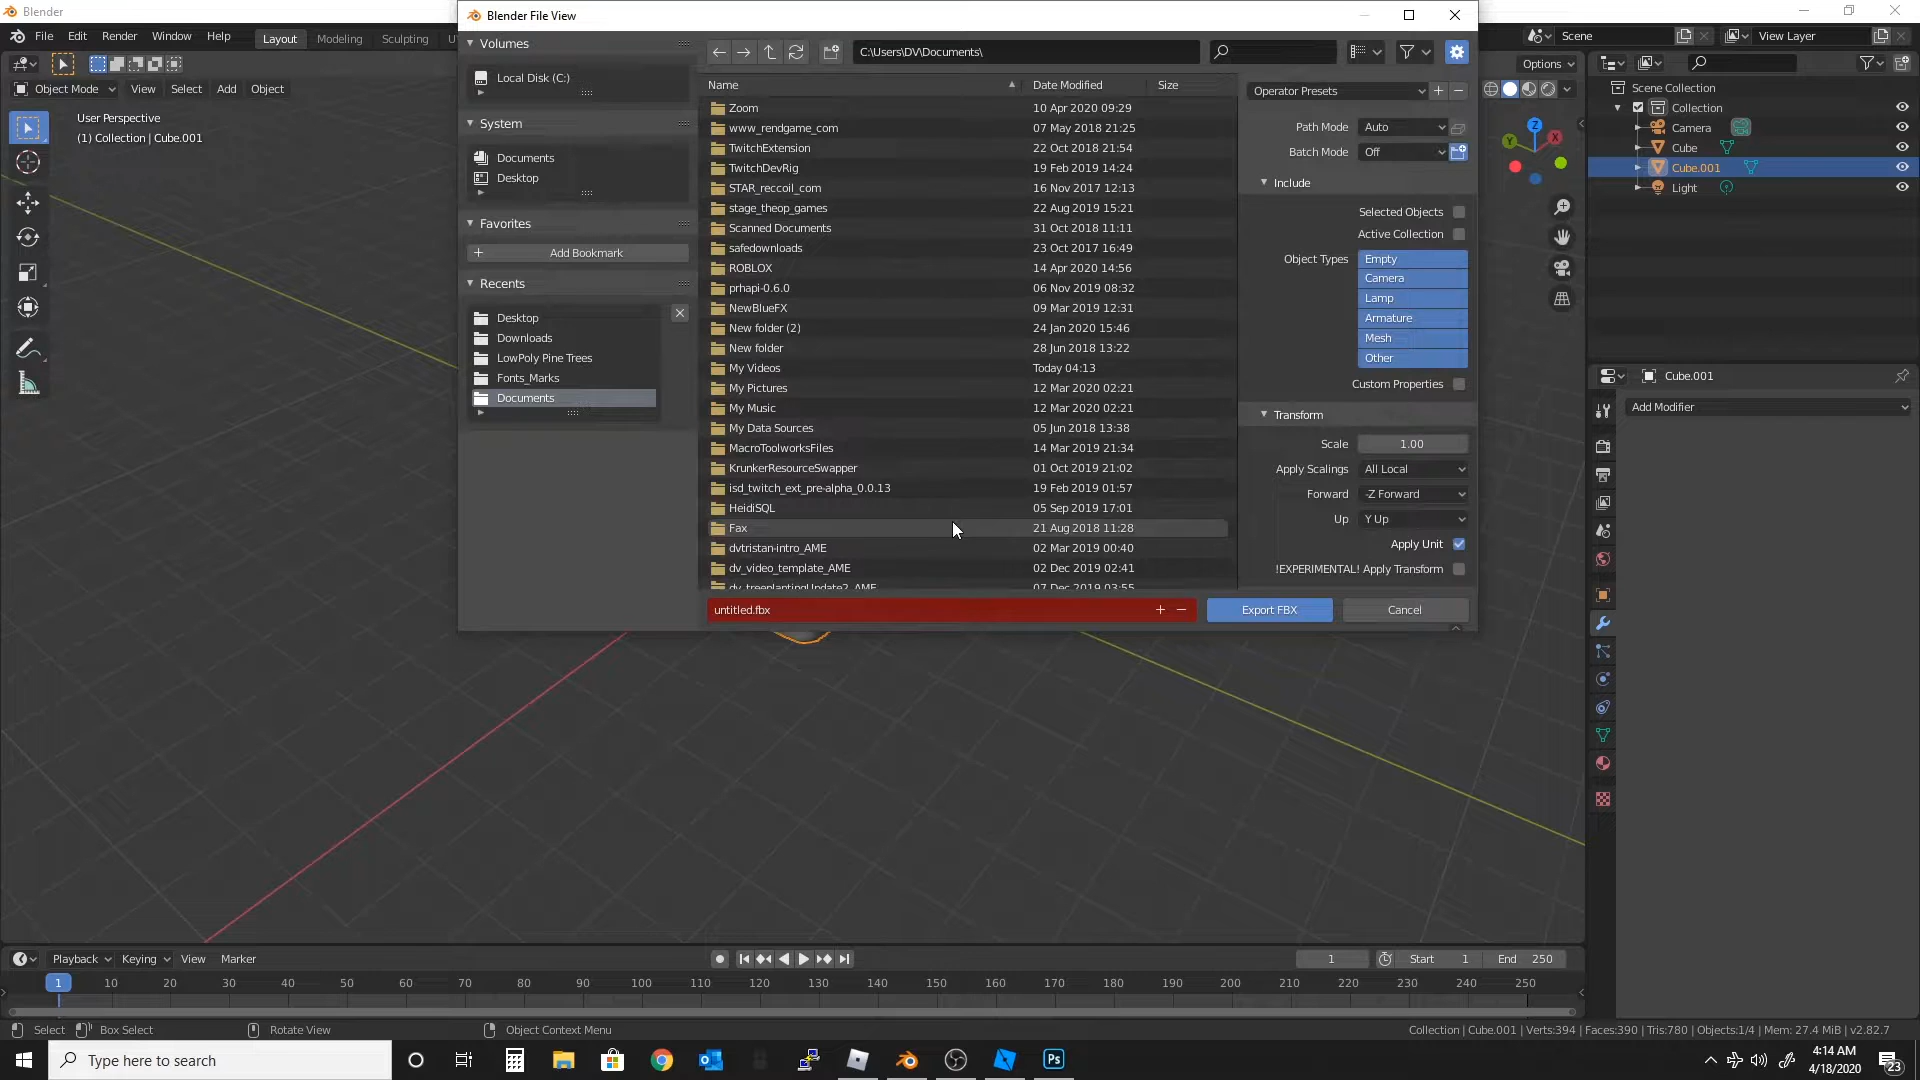 Blender
File Edit Render Window Help Layout Modeling Sculpting U
Object Mode View Select Add Object
User Perspective
(1) Collection | Cube.001
Blender File View
Volumes
Local Disk (C:)
System
Documents
Desktop
Favorites
Add Bookmark
Recents
Desktop
Downloads
LowPoly Pine Trees
Fonts_Marks
Documents
C:\Users\DV\Documents\
Name Date Modified Size
Zoom 10 Apr 2020 09:29
www_rendgame_com 07 May 2018 21:25
TwitchExtension 22 Oct 2018 21:54
TwitchDevRig 19 Feb 2019 14:24
STAR_reccoil_com 16 Nov 2017 12:13
stage_theop_games 22 Aug 2019 15:21
Scanned Documents 31 Oct 2018 11:11
safedownloads 23 Oct 2017 16:49
ROBLOX 14 Apr 2020 14:56
prhapi-0.6.0 06 Nov 2019 08:32
NewBlueFX 09 Mar 2019 12:31
New folder (2) 24 Jan 2020 15:46
New folder 28 Jun 2018 13:22
My Videos Today 04:13
My Pictures 12 Mar 2020 02:21
My Music 12 Mar 2020 02:21
My Data Sources 05 Jun 2018 13:38
MacroToolworksFiles 14 Mar 2019 21:34
KrunkerResourceSwapper 01 Oct 2019 21:02
isd_twitch_ext_pre-alpha_0.0.13 19 Feb 2019 01:57
HeidiSQL 05 Sep 2019 17:01
Fax 21 Aug 2018 11:28
dvtristan-intro_AME 02 Mar 2019 00:40
dv_video_template_AME 02 Dec 2019 02:41
dv_treeplantingUpdate2_AME 07 Dec 2019 03:55
untitled.fbx
Export FBX Cancel
Operator Presets
Path Mode Auto
Batch Mode Off
Include
Selected Objects
Active Collection
Object Types Empty
Camera
Lamp
Armature
Mesh
Other
Custom Properties
Transform
Scale 1.00
Apply Scalings All Local
Forward -Z Forward
Up Y Up
Apply Unit
!EXPERIMENTAL! Apply Transform
Scene View Layer
Options
Z X Y
Scene Collection
Collection
Camera
Cube
Cube.001
Light
Cube.001
Add Modifier
Playback Keying View Marker
1 Start 1 End 250
1 10 20 30 40 50 60 70 80 90 100 110 120 130 140 150 160 170 180 190 200 210 220 230 240 250
Select Box Select Rotate View Object Context Menu
Collection | Cube.001 | Verts:394 | Faces:390 | Tris:780 | Objects:1/4 | Mem: 27.4 MiB | v2.82.7
Type here to search
Ps
4:14 AM
4/18/2020
23